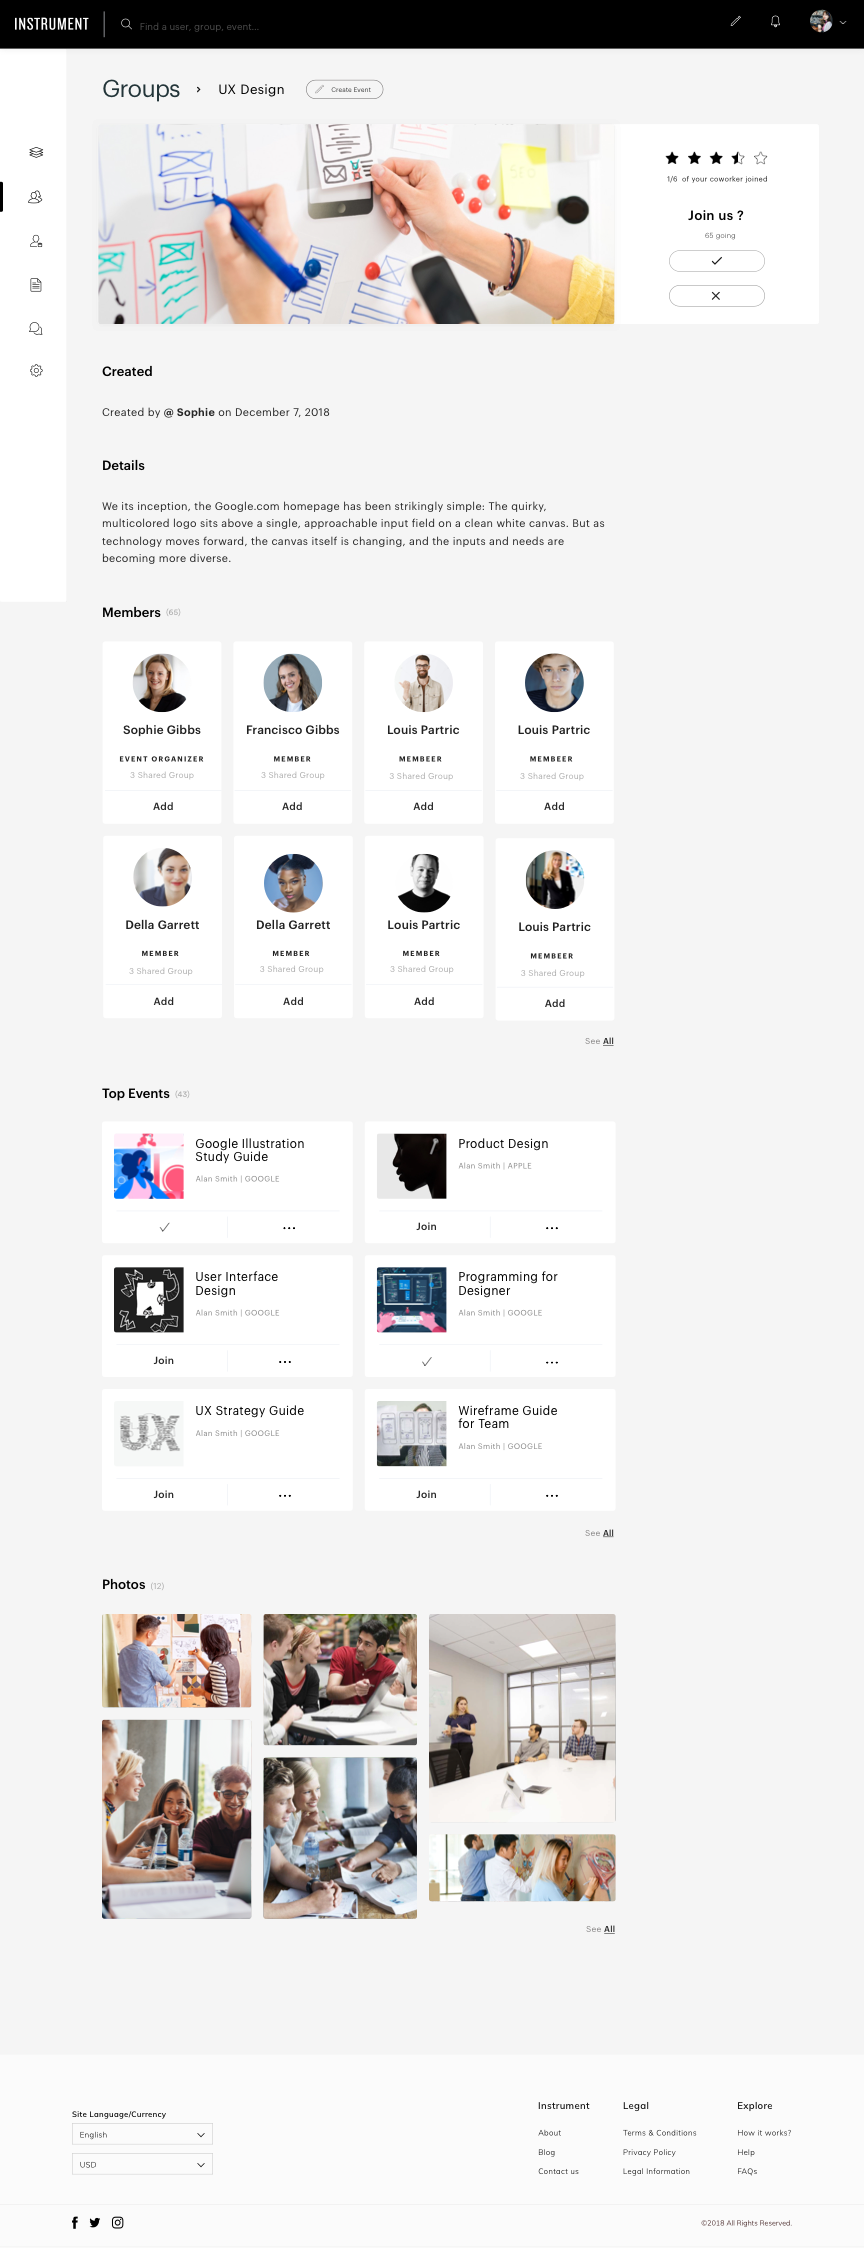 INSTRUMENT
Find a user, group, event...
Groups › UX Design
Create Event
SEO
1/6 of your coworker joined
Join us ?
65 going
Created
Created by @ Sophie on December 7, 2018
Details
We its inception, the Google.com homepage has been strikingly simple: The quirky,
multicolored logo sits above a single, approachable input field on a clean white canvas. But as
technology moves forward, the canvas itself is changing, and the inputs and needs are
becoming more diverse.
Members (65)
Sophie Gibbs
EVENT ORGANIZER
3 Shared Group
Add
Francisco Gibbs
MEMBER
3 Shared Group
Add
Louis Partric
MEMBEER
3 Shared Group
Add
Louis Partric
MEMBEER
3 Shared Group
Add
Della Garrett
MEMBER
3 Shared Group
Add
Della Garrett
MEMBER
3 Shared Group
Add
Louis Partric
MEMBER
3 Shared Group
Add
Louis Partric
MEMBEER
3 Shared Group
Add
See All
Top Events (43)
Google Illustration
Study Guide
Alan Smith | GOOGLE
Product Design
Alan Smith | APPLE
Join
User Interface
Design
Alan Smith | GOOGLE
Join
Programming for
Designer
Alan Smith | GOOGLE
UX
UX Strategy Guide
Alan Smith | GOOGLE
Join
Wireframe Guide
for Team
Alan Smith | GOOGLE
Join
See All
Photos (12)
See All
Site Language/Currency
English
USD
Instrument
About
Blog
Contact us
Legal
Terms & Conditions
Privacy Policy
Legal Information
Explore
How it works?
Help
FAQs
©2018 All Rights Reserved.